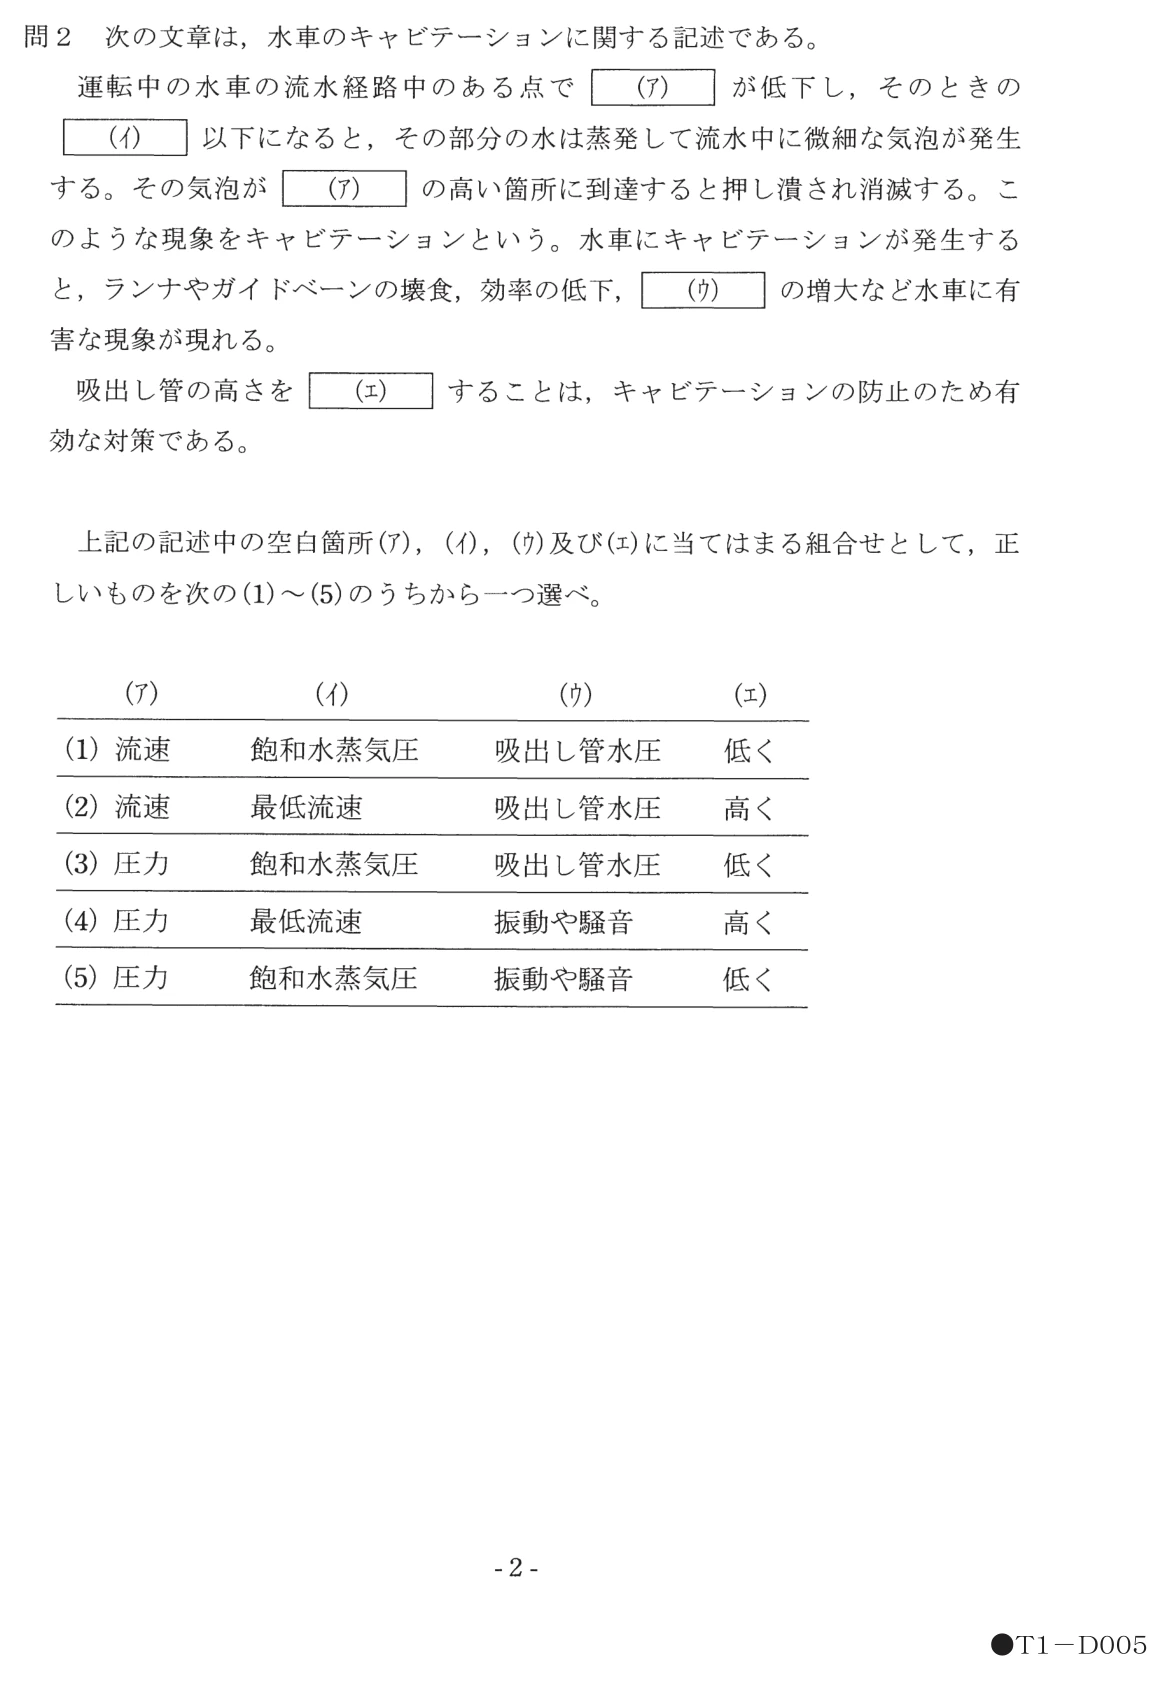 問２　次の文章は，水車のキャビテーションに関する記述である。
運転中の水車の流水経路中のある点で (ｱ) が低下し，そのときの
(ｲ) 以下になると，その部分の水は蒸発して流水中に微細な気泡が発生
する。その気泡が (ｱ) の高い箇所に到達すると押し潰され消滅する。こ
のような現象をキャビテーションという。水車にキャビテーションが発生する
と，ランナやガイドベーンの壊食，効率の低下， (ｳ) の増大など水車に有
害な現象が現れる。
吸出し管の高さを (ｴ) することは，キャビテーションの防止のため有
効な対策である。
上記の記述中の空白箇所(ｱ)，(ｲ)，(ｳ)及び(ｴ)に当てはまる組合せとして，正
しいものを次の(1)～(5)のうちから一つ選べ。
(ｱ) (ｲ) (ｳ) (ｴ)
(1) 流速 飽和水蒸気圧 吸出し管水圧 低く
(2) 流速 最低流速 吸出し管水圧 高く
(3) 圧力 飽和水蒸気圧 吸出し管水圧 低く
(4) 圧力 最低流速 振動や騒音 高く
(5) 圧力 飽和水蒸気圧 振動や騒音 低く
- 2 -
●T1－D005